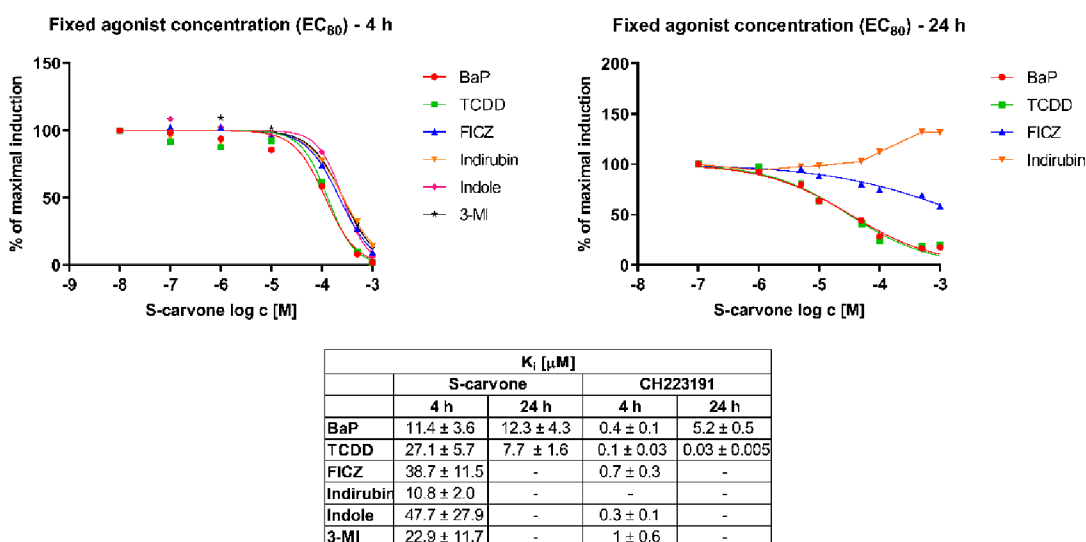 Fixed agonist concentration (EC80) - 4 h
% of maximal induction
150
100
50
0
-9 -8 -7 -6 -5 -4 -3
S-carvone log c [M]
BaP
TCDD
FICZ
Indirubin
Indole
3-MI
Fixed agonist concentration (EC80) - 24 h
% of maximal induction
200
150
100
50
0
-8 -7 -6 -5 -4 -3
S-carvone log c [M]
BaP
TCDD
FICZ
Indirubin
Ki [µM]
S-carvone CH223191
4 h 24 h 4 h 24 h
BaP 11.4 ± 3.6 12.3 ± 4.3 0.4 ± 0.1 5.2 ± 0.5
TCDD 27.1 ± 5.7 7.7 ± 1.6 0.1 ± 0.03 0.03 ± 0.005
FICZ 38.7 ± 11.5 - 0.7 ± 0.3 -
Indirubin 10.8 ± 2.0 - - -
Indole 47.7 ± 27.9 - 0.3 ± 0.1 -
3-MI 22.9 ± 11.7 - 1 ± 0.6 -